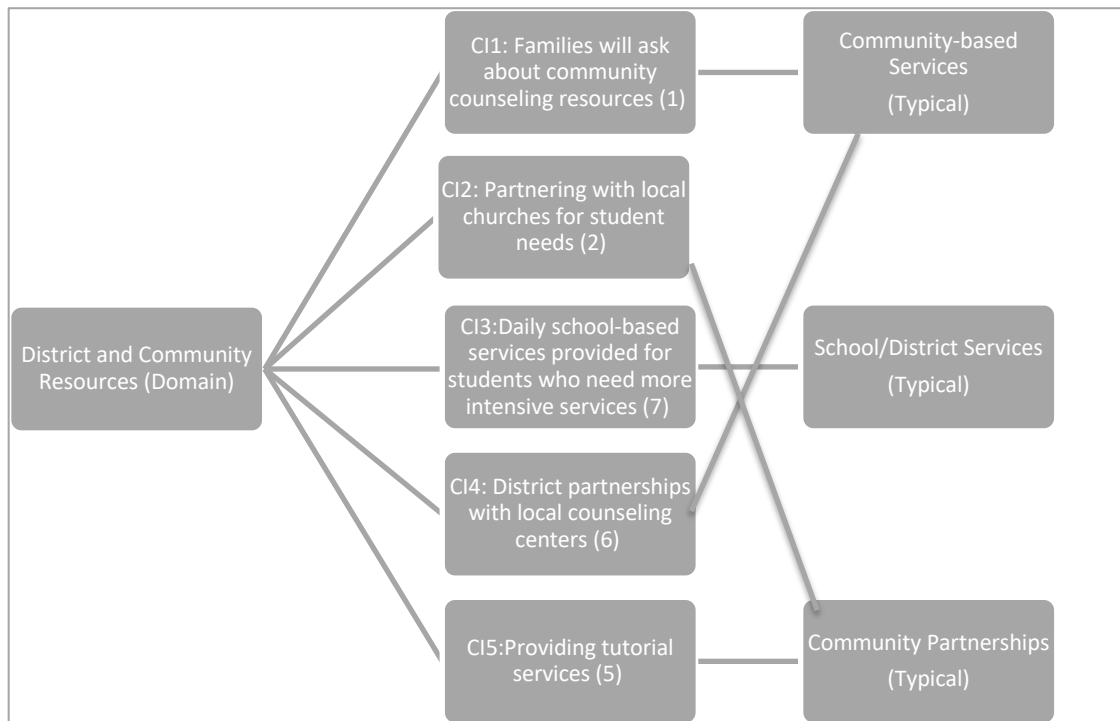 CI1: Families will ask
about community
counseling resources (1)
Community-based
Services
(Typical)
CI2: Partnering with local
churches for student
needs (2)
District and Community
Resources (Domain)
CI3:Daily school-based
services provided for
students who need more
intensive services (7)
School/District Services
(Typical)
CI4: District partnerships
with local counseling
centers (6)
CI5:Providing tutorial
services (5)
Community Partnerships
(Typical)